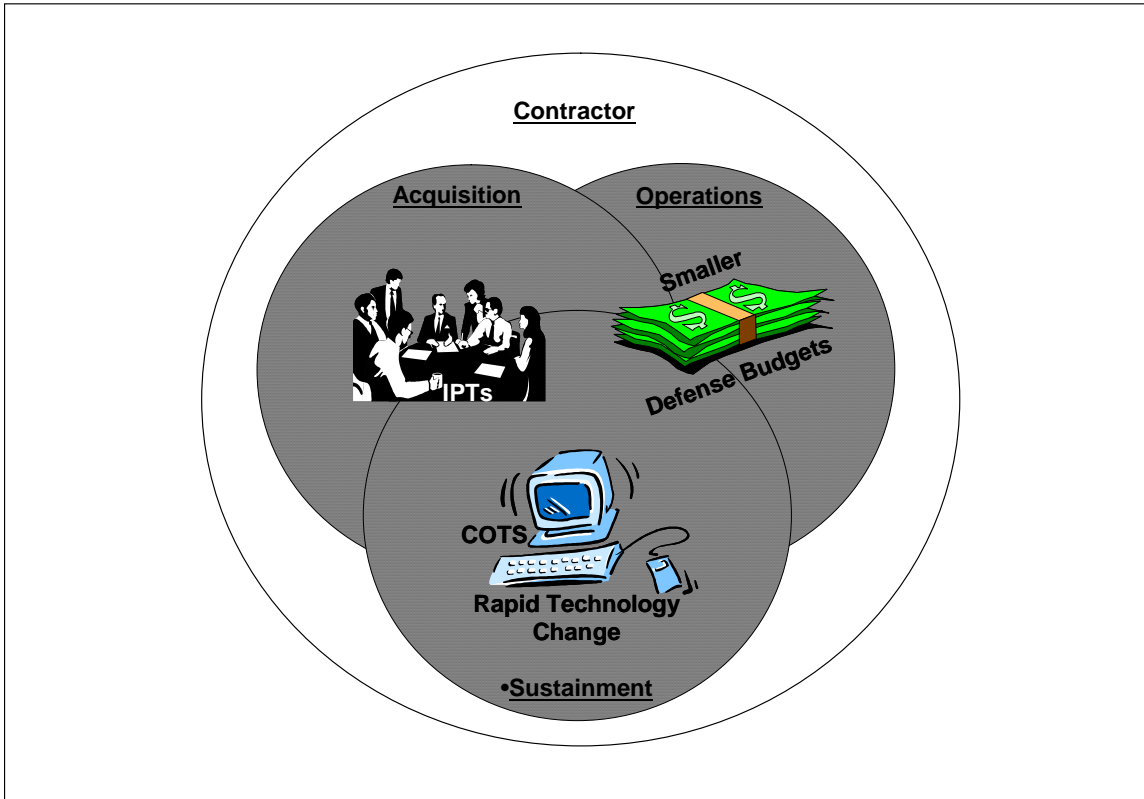 Contractor
Acquisition
Operations
Smaller
$ $
Defense Budgets
IPTs
COTS
Rapid Technology
Change
•Sustainment